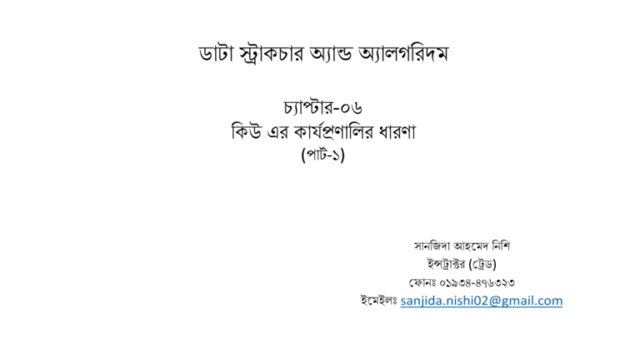 ডাটা স্ট্রাকচার অ্যান্ড অ্যালগরিদম
চ্যাপ্টার-০৬
কিউ এর কার্যপ্রণালির ধারণা
(পার্ট-১)
সানজিদা আহমেদ নিশি
ইন্সট্রাক্টর (ট্রেড)
ফোনঃ ০১৯৩৪-৪৭৬৩২৩
ইমেইলঃ sanjida.nishi02@gmail.com